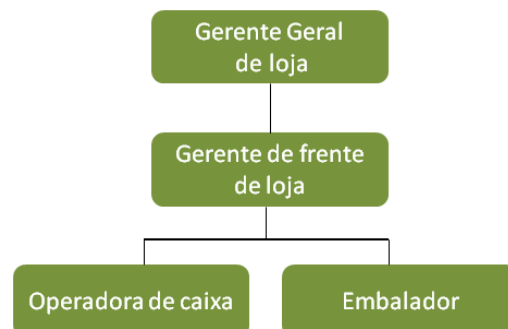 Gerente Geral
de loja
Gerente de frente
de loja
Operadora de caixa
Embalador